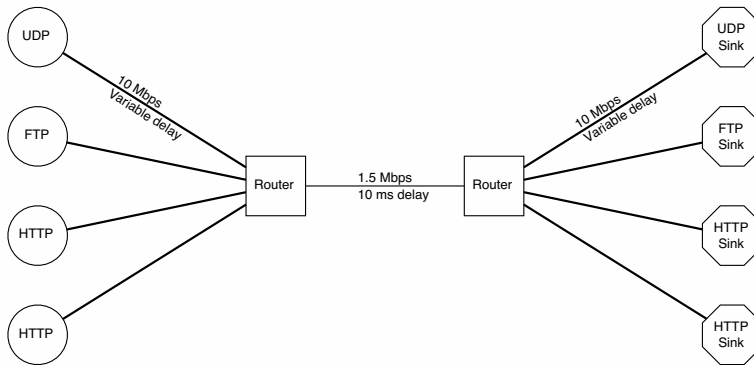 UDP
FTP
HTTP
HTTP
10 Mbps
Variable delay
Router
1.5 Mbps
10 ms delay
Router
10 Mbps
Variable delay
UDP
Sink
FTP
Sink
HTTP
Sink
HTTP
Sink